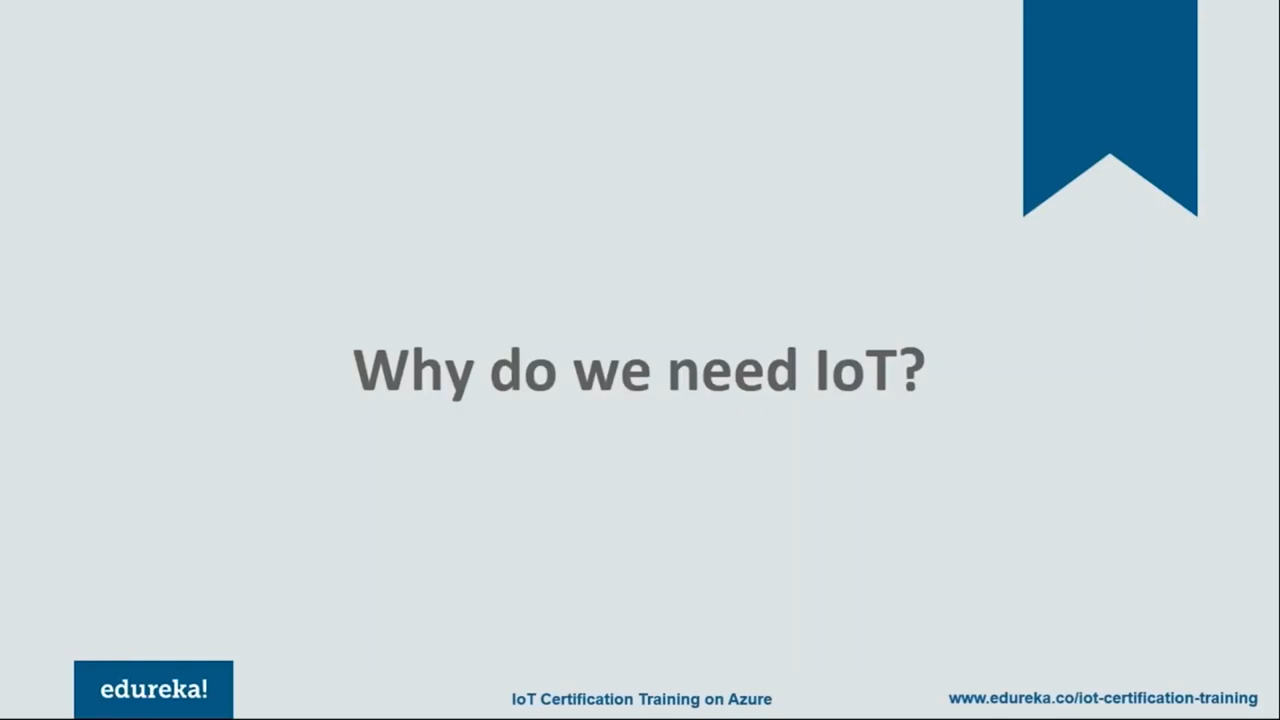 Why do we need IoT?
edureka!
IoT Certification Training on Azure
www.edureka.co/iot-certification-training